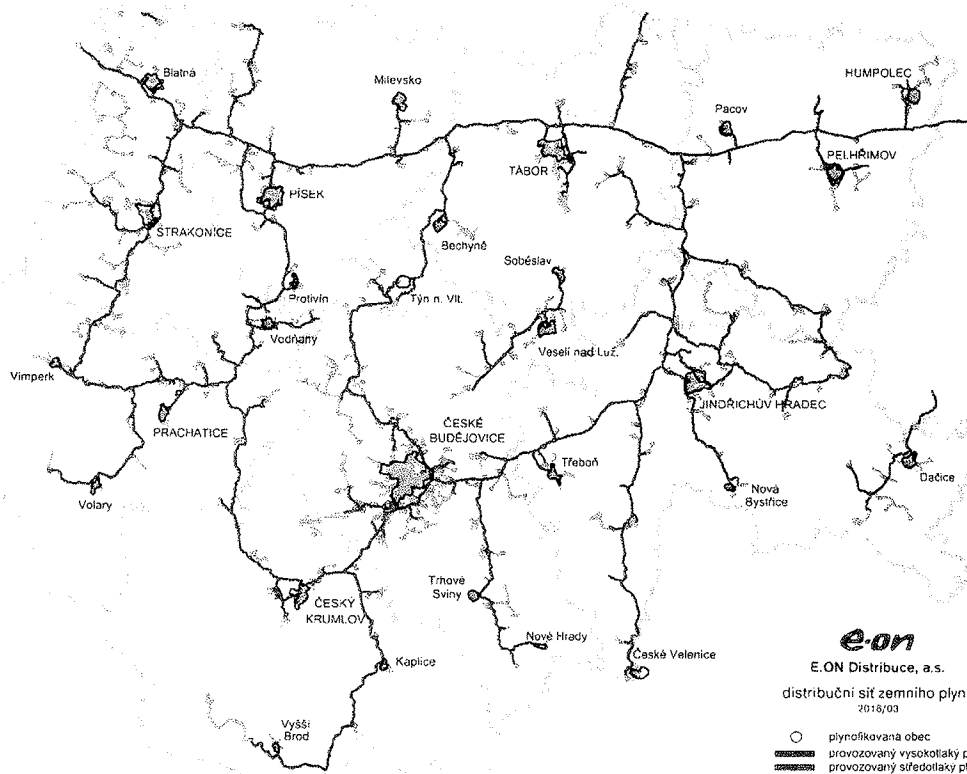 Blatná
Milevsko
HUMPOLEC
Pacov
TÁBOR
PELHŘIMOV
PÍSEK
STRAKONICE
Bechyně
Soběslav
Protivín
Týn n. Vlt.
Vodňany
Veselí nad Luž.
Vimperk
JINDŘICHŮV HRADEC
PRACHATICE
ČESKÉ
BUDĚJOVICE
Třeboň
Dačice
Volary
Nová
Bystřice
Trhové
Sviny
ČESKÝ
KRUMLOV
Nové Hrady
České Velenice
Kaplice
Vyšší
Brod
e·on
E.ON Distribuce, a.s.
distribuční síť zemního plyn
2018/03
plynofikovaná obec
provozovaný vysokotlaký p
provozovaný středotlaký p